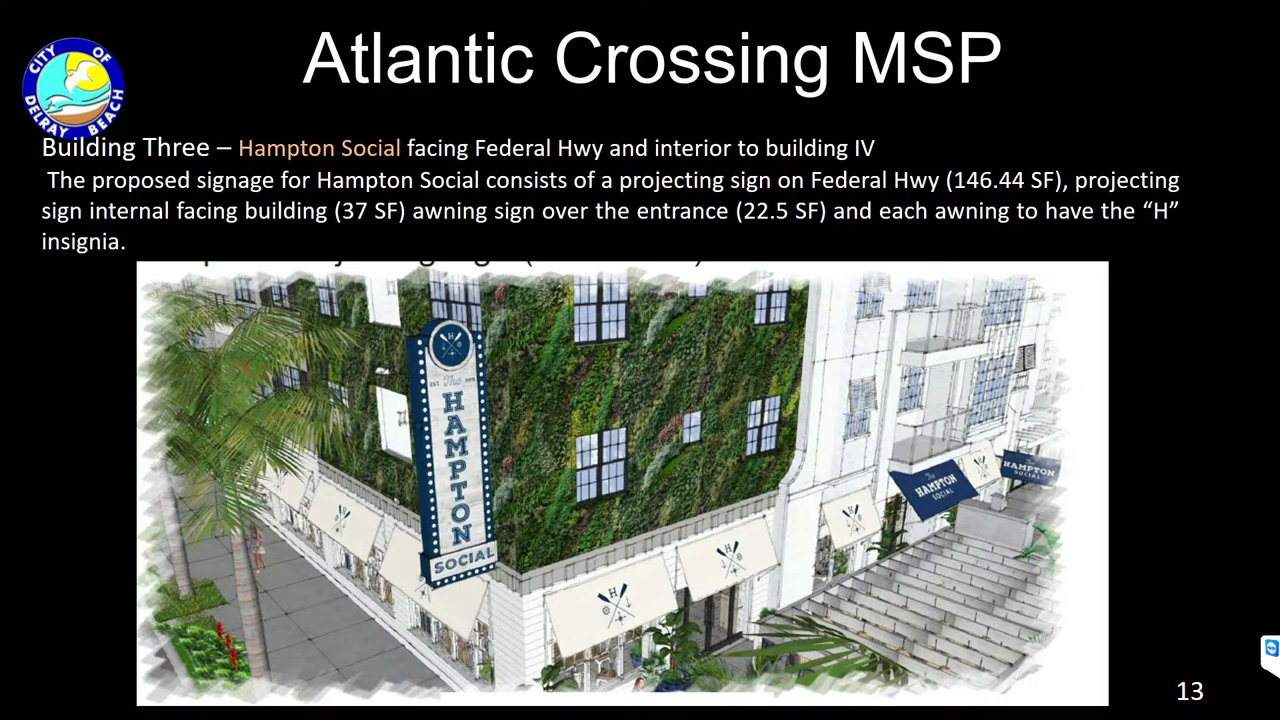 Atlantic Crossing MSP
CITY OF
DELRAY BEACH
Building Three – Hampton Social facing Federal Hwy and interior to building IV
The proposed signage for Hampton Social consists of a projecting sign on Federal Hwy (146.44 SF), projecting
sign internal facing building (37 SF) awning sign over the entrance (22.5 SF) and each awning to have the “H”
insignia.
H
EST.
The
HAMPTON
SOCIAL
The
HAMPTON
SOCIAL
The
HAMPTON
SOCIAL
H
H
13